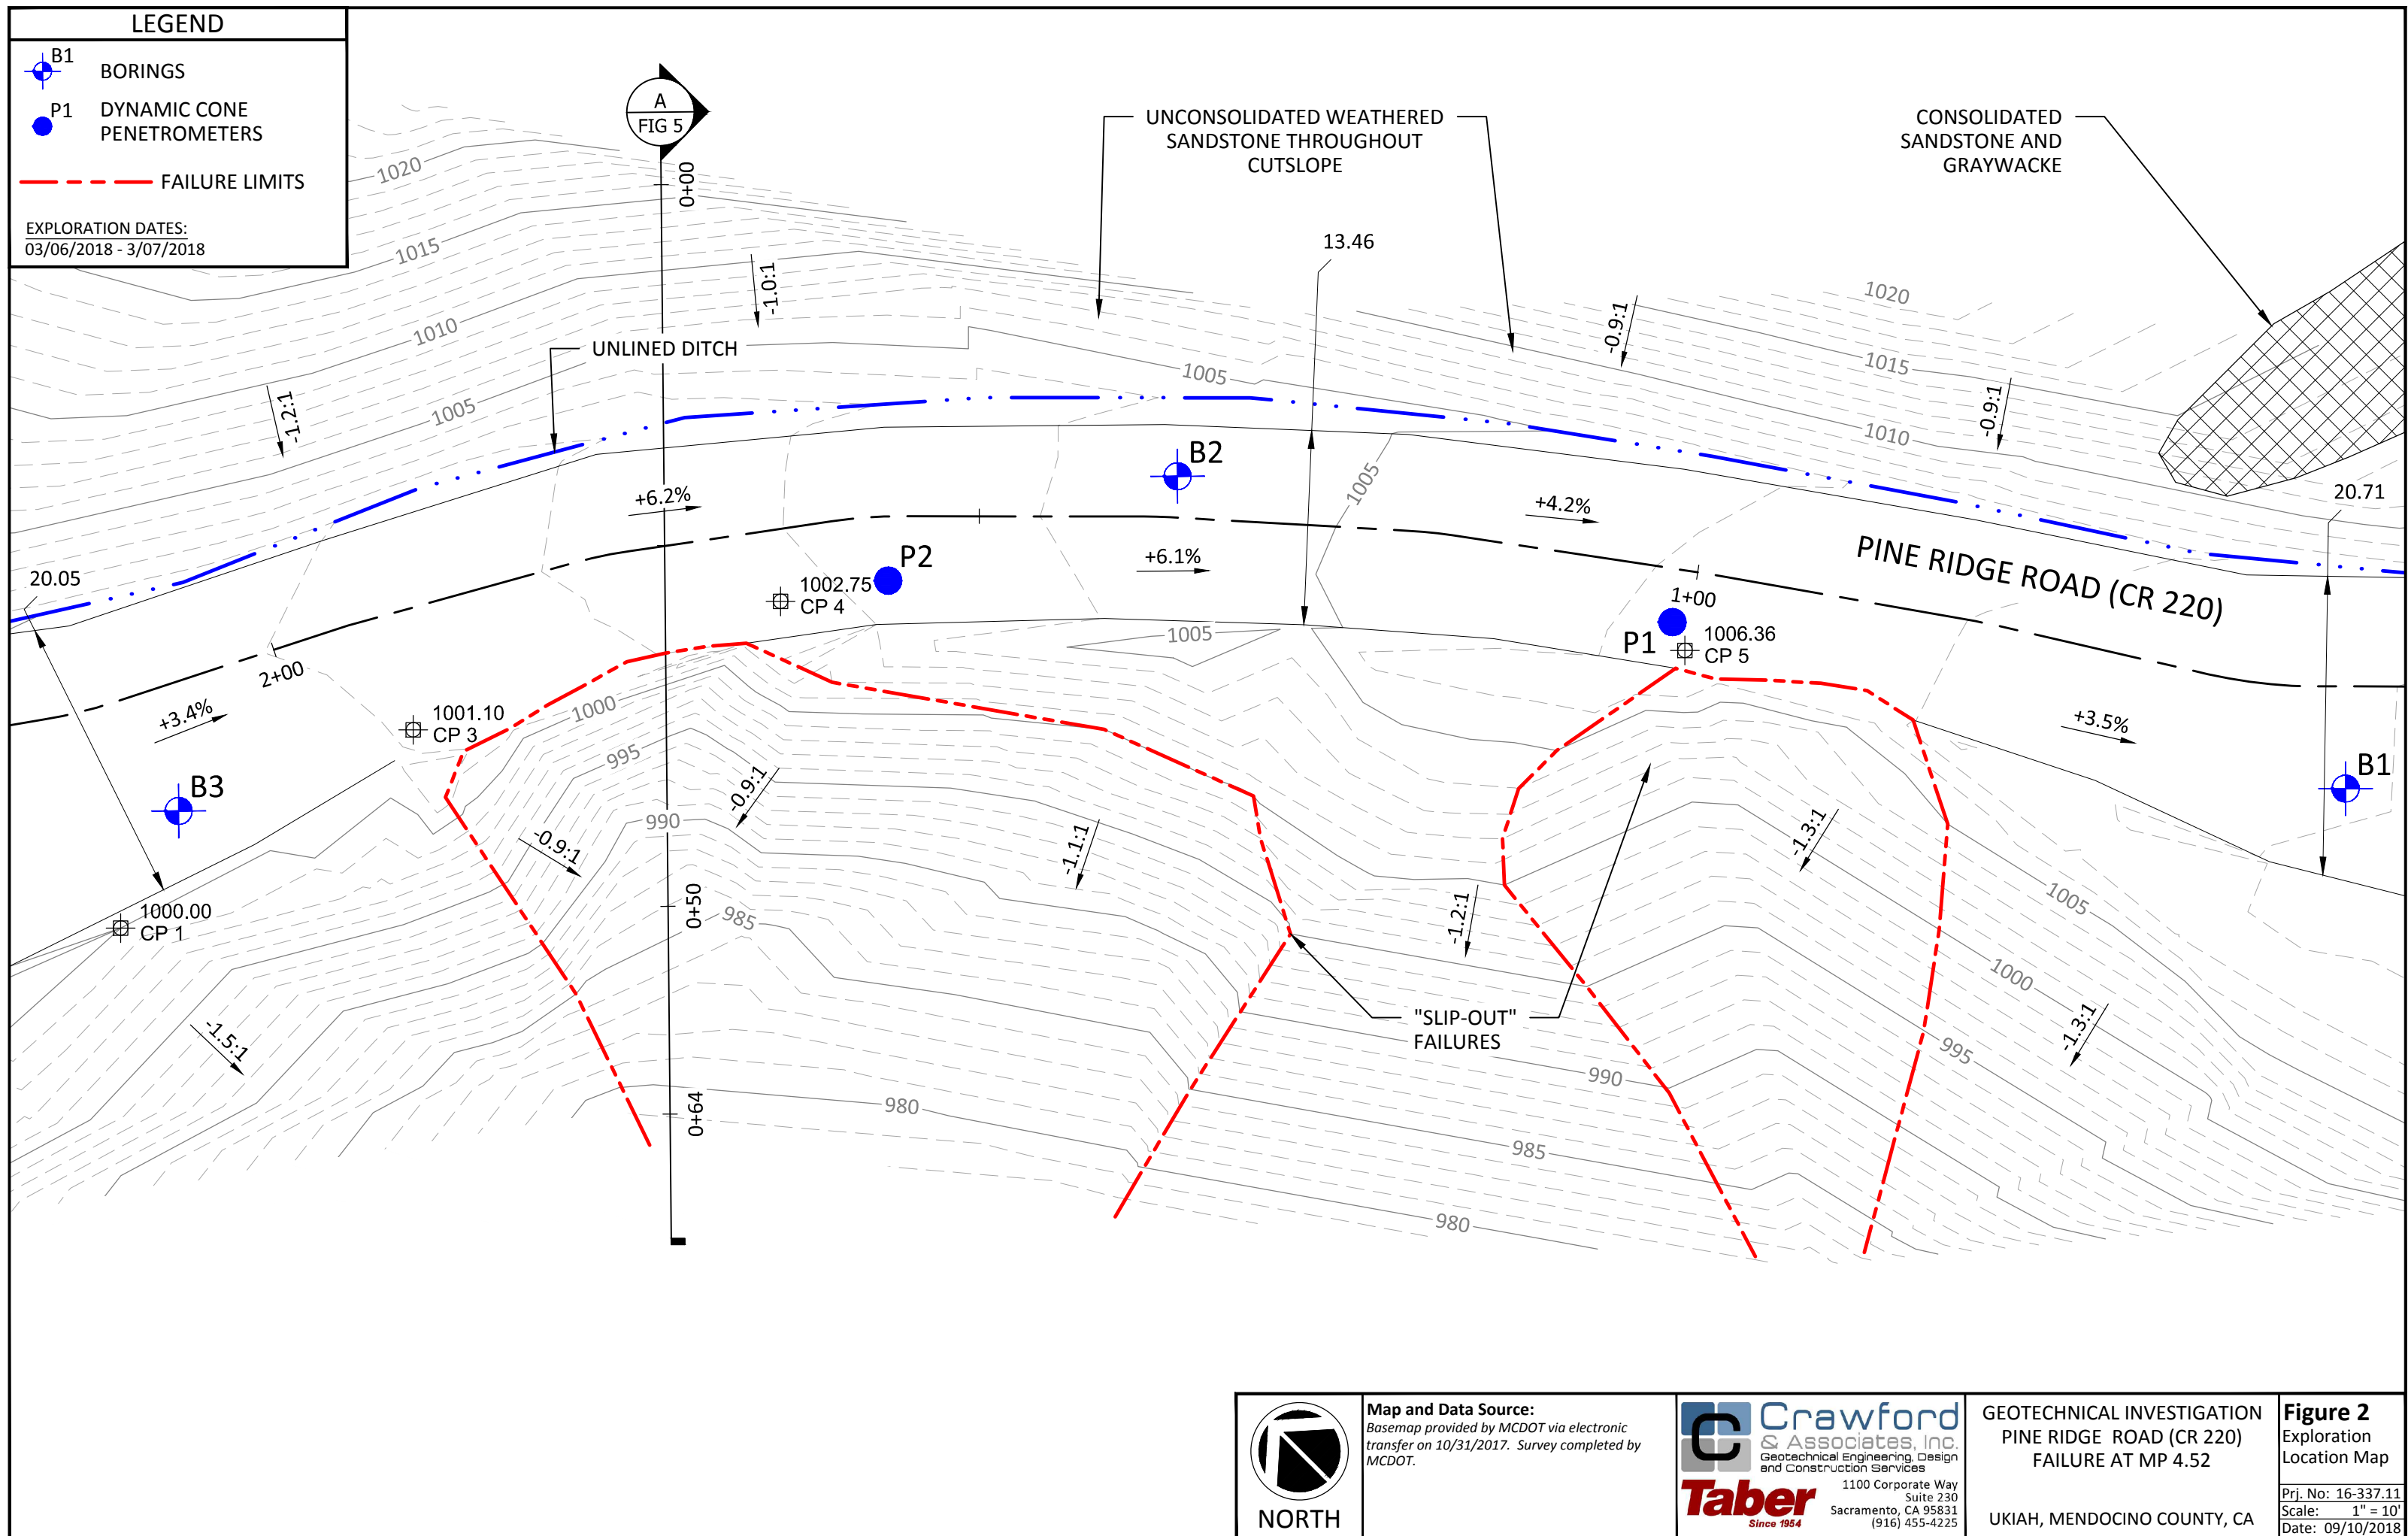 LEGEND
B1
BORINGS
P1
DYNAMIC CONE
PENETROMETERS
FAILURE LIMITS
EXPLORATION DATES:
03/06/2018 - 3/07/2018
A
FIG 5
0+00
UNCONSOLIDATED WEATHERED
SANDSTONE THROUGHOUT
CUTSLOPE
CONSOLIDATED
SANDSTONE AND
GRAYWACKE
1020
1015
1010
1005
-1.0:1
-1.2:1
UNLINED DITCH
13.46
1005
-0.9:1
1020
1015
1010
-0.9:1
20.71
20.05
+6.2%
B2
1005
+4.2%
+6.1%
PINE RIDGE ROAD (CR 220)
P2
1002.75
CP 4
1005
1+00
P1
1006.36
CP 5
2+00
+3.4%
1001.10
CP 3
1000
995
990
985
B3
1000.00
CP 1
-0.9:1
-0.9:1
-1.1:1
-1.2:1
-1.3:1
+3.5%
B1
1005
1000
995
-1.3:1
0+50
-1.5:1
0+64
980
"SLIP-OUT"
FAILURES
990
985
980
NORTH
Map and Data Source:
Basemap provided by MCDOT via electronic
transfer on 10/31/2017. Survey completed by
MCDOT.
C
Crawford
& Associates, Inc.
Geotechnical Engineering, Design
and Construction Services
Taber
Since 1954
1100 Corporate Way
Suite 230
Sacramento, CA 95831
(916) 455-4225
GEOTECHNICAL INVESTIGATION
PINE RIDGE ROAD (CR 220)
FAILURE AT MP 4.52
UKIAH, MENDOCINO COUNTY, CA
Figure 2
Exploration
Location Map
Prj. No: 16-337.11
Scale: 1" = 10'
Date: 09/10/2018